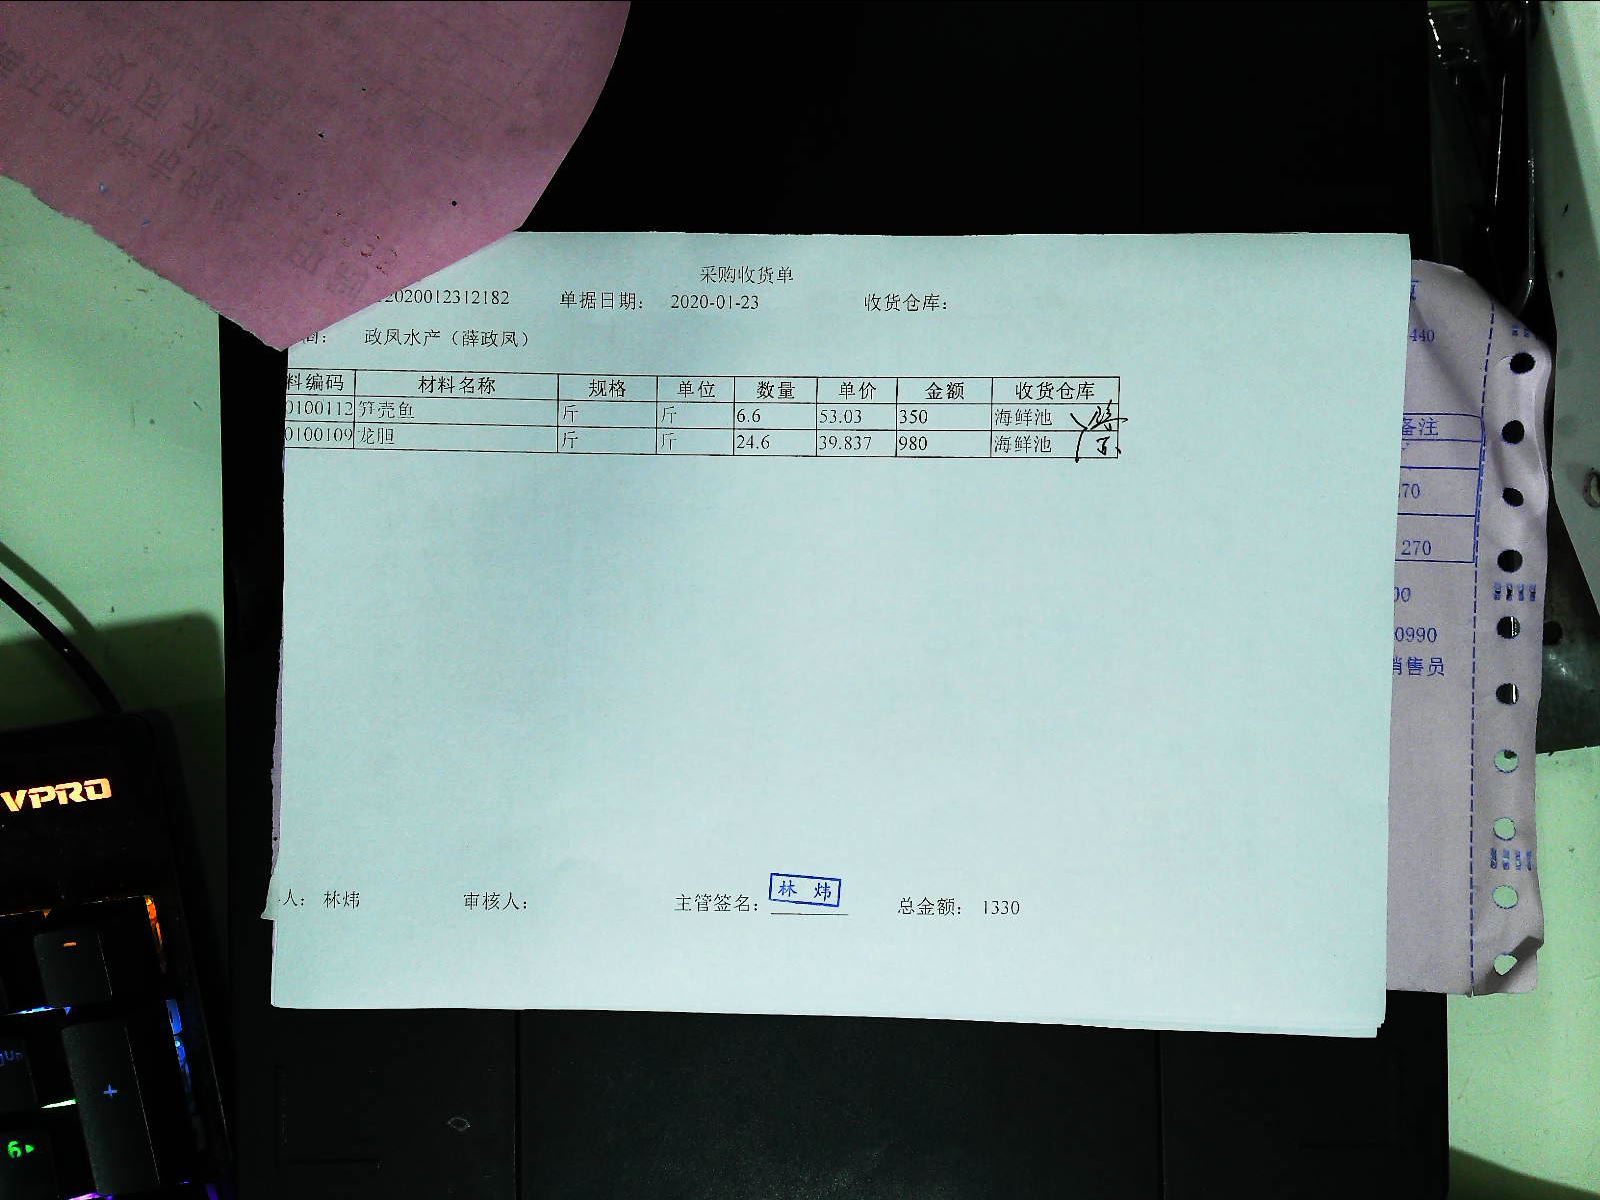 采购收货单
2020012312182 单据日期： 2020-01-23 收货仓库：
政凤水产（薛政凤）
料编码 材料名称 规格 单位 数量 单价 金额 收货仓库
0100112 笋壳鱼 斤 斤 6.6 53.03 350 海鲜池
0100109 龙胆 斤 斤 24.6 39.837 980 海鲜池
人： 林炜 审核人： 主管签名： 林 炜 总金额： 1330
440
备注
270
270
00
0990
销售员
VPRO
-
+
6